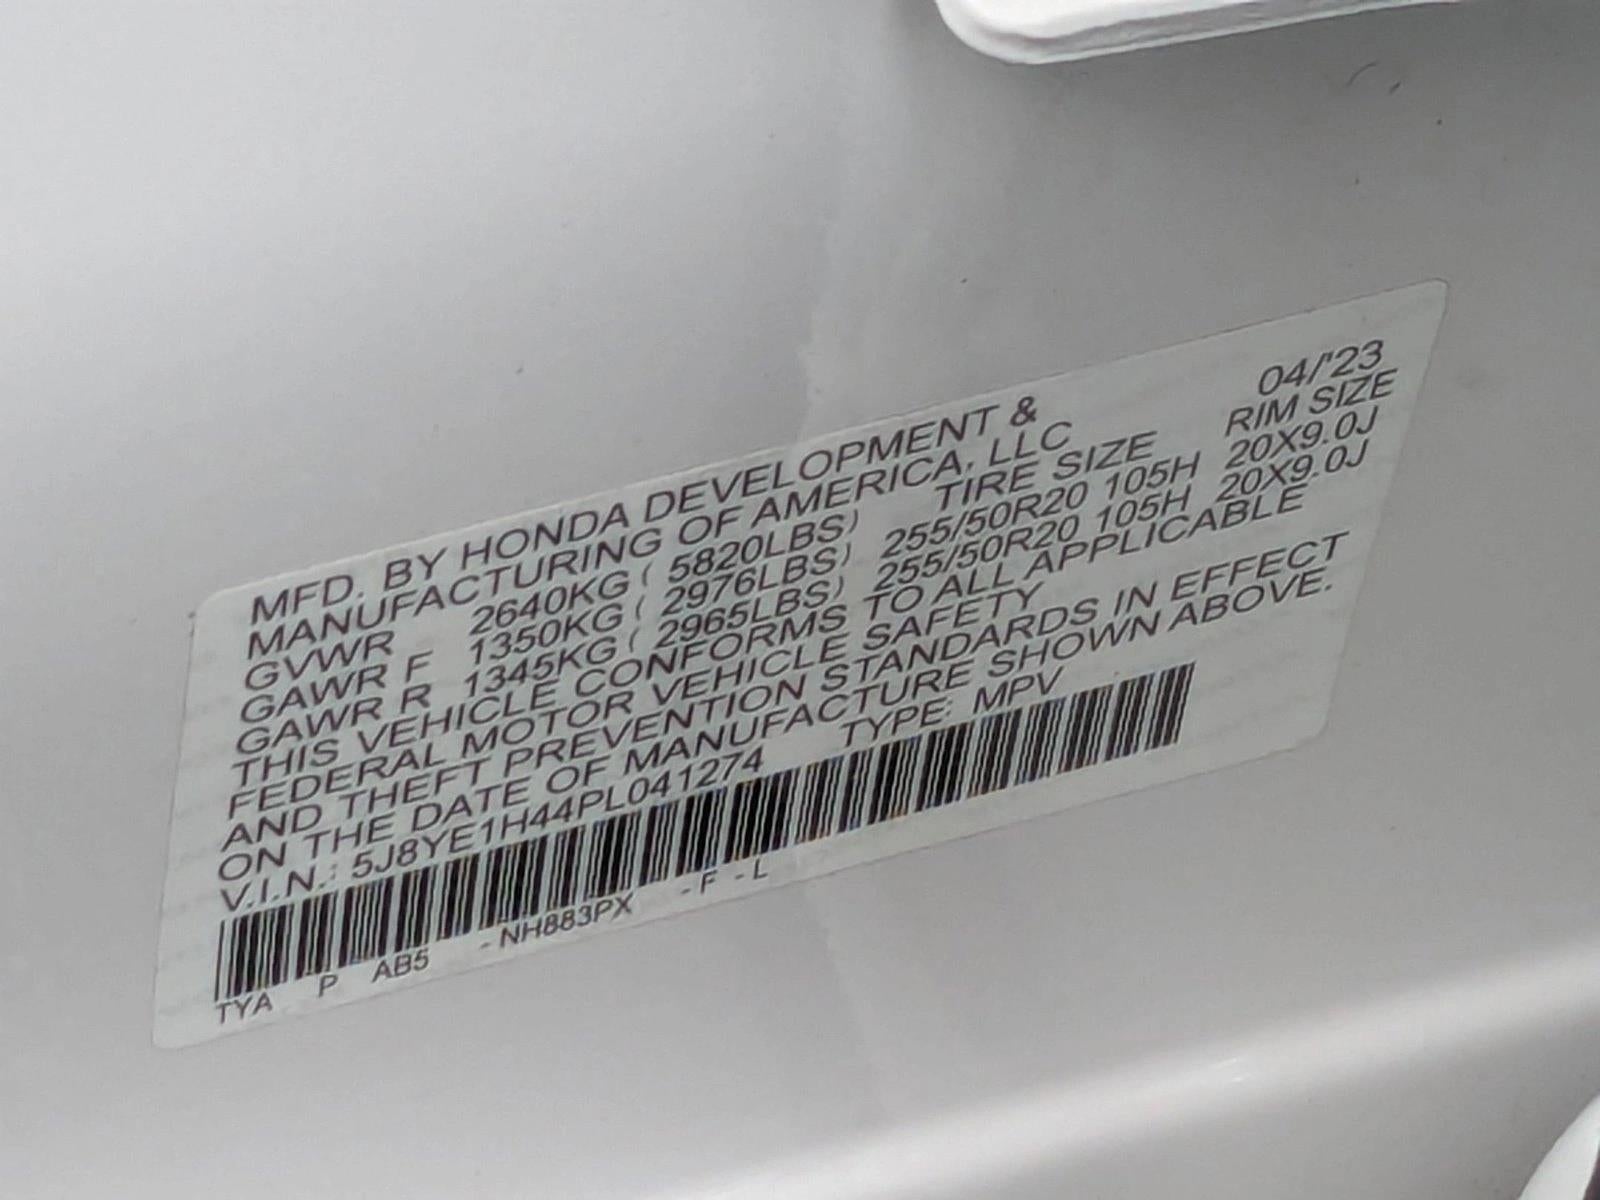 04/'23
MFD. BY HONDA DEVELOPMENT &
MANUFACTURING OF AMERICA, LLC
GVWR 2640KG ( 5820LBS) TIRE SIZE RIM SIZE
GAWR F 1350KG ( 2976LBS) 255/50R20 105H 20X9.0J
GAWR R 1345KG ( 2965LBS) 255/50R20 105H 20X9.0J
THIS VEHICLE CONFORMS TO ALL APPLICABLE
FEDERAL MOTOR VEHICLE SAFETY
AND THEFT PREVENTION STANDARDS IN EFFECT
ON THE DATE OF MANUFACTURE SHOWN ABOVE.
V.I.N.: 5J8YE1H44PL041274 TYPE: MPV
TYA P AB5 - NH883PX - F - L